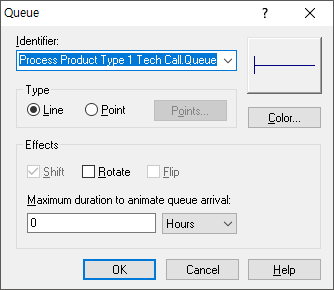 Queue
? ×
Identifier:
Process Product Type 1 Tech Call.Queue
Type
Line Point Points...
Color...
Effects
Shift Rotate Flip
Maximum duration to animate queue arrival:
0 Hours
OK Cancel Help